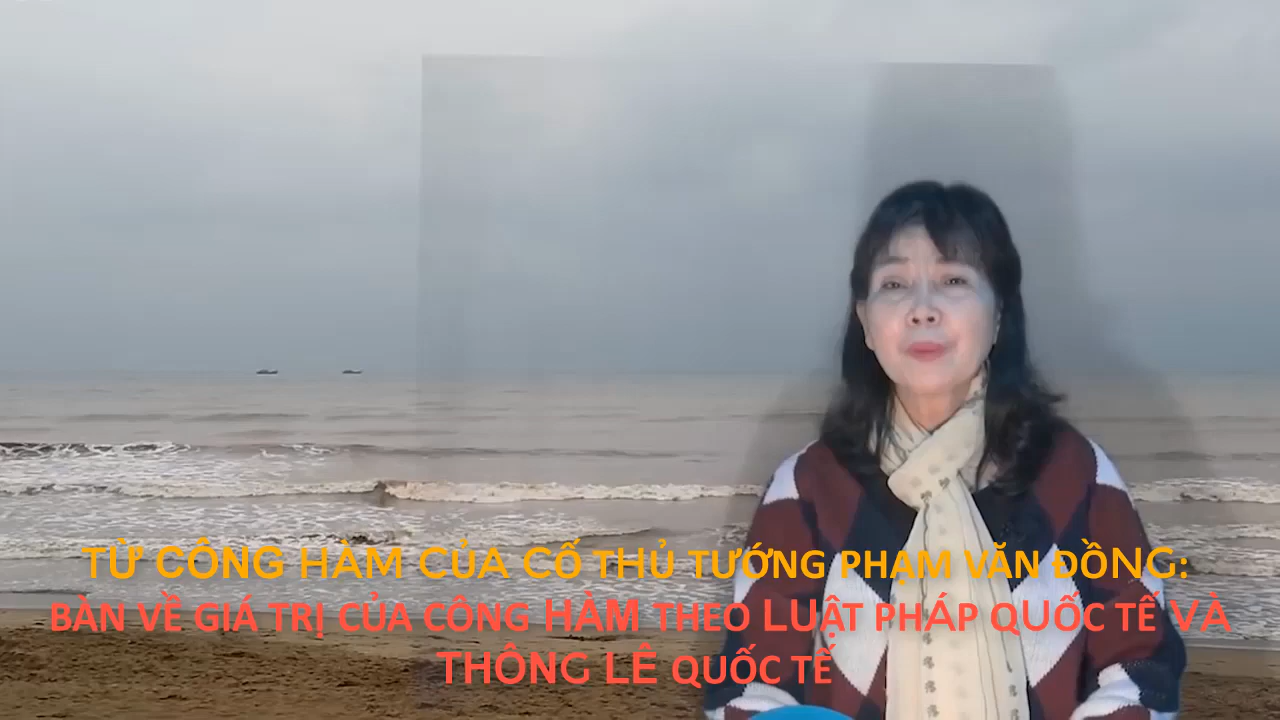 TỪ CÔNG HÀM CỦA CỐ THỦ TƯỚNG PHẠM VĂN ĐỒNG:
BÀN VỀ GIÁ TRỊ CỦA CÔNG HÀM THEO LUẬT PHÁP QUỐC TẾ VÀ
THÔNG LÊ QUỐC TẾ